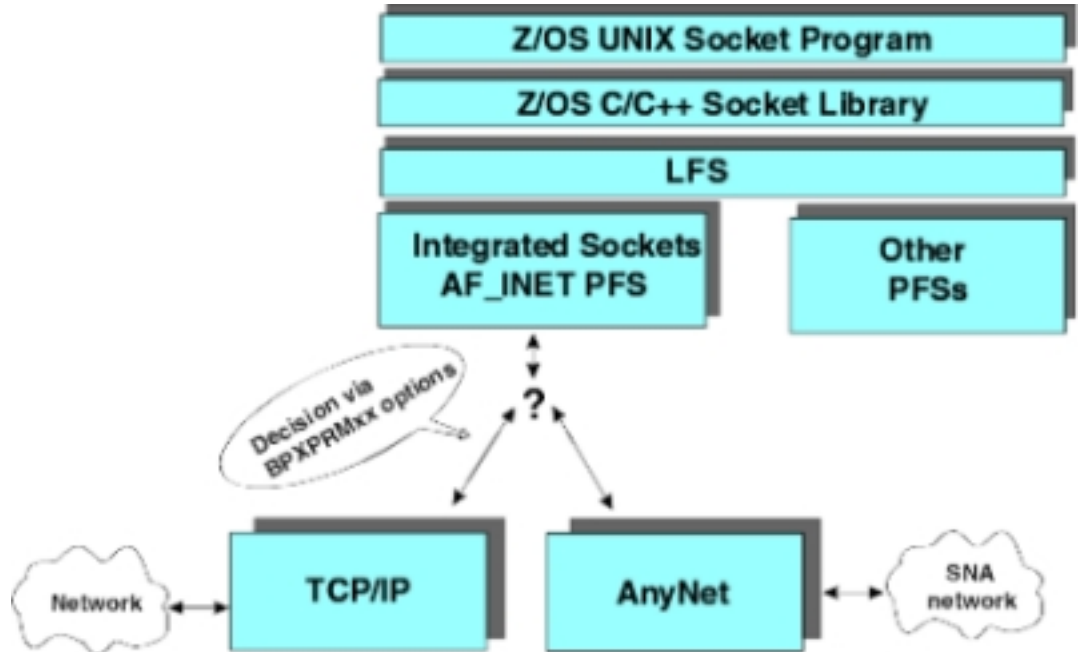 Z/OS UNIX Socket Program
Z/OS C/C++ Socket Library
LFS
Integrated Sockets
AF_INET PFS
Other
PFSs
Decision via
BPXPRMxx options
?
TCP/IP
AnyNet
Network
SNA
network